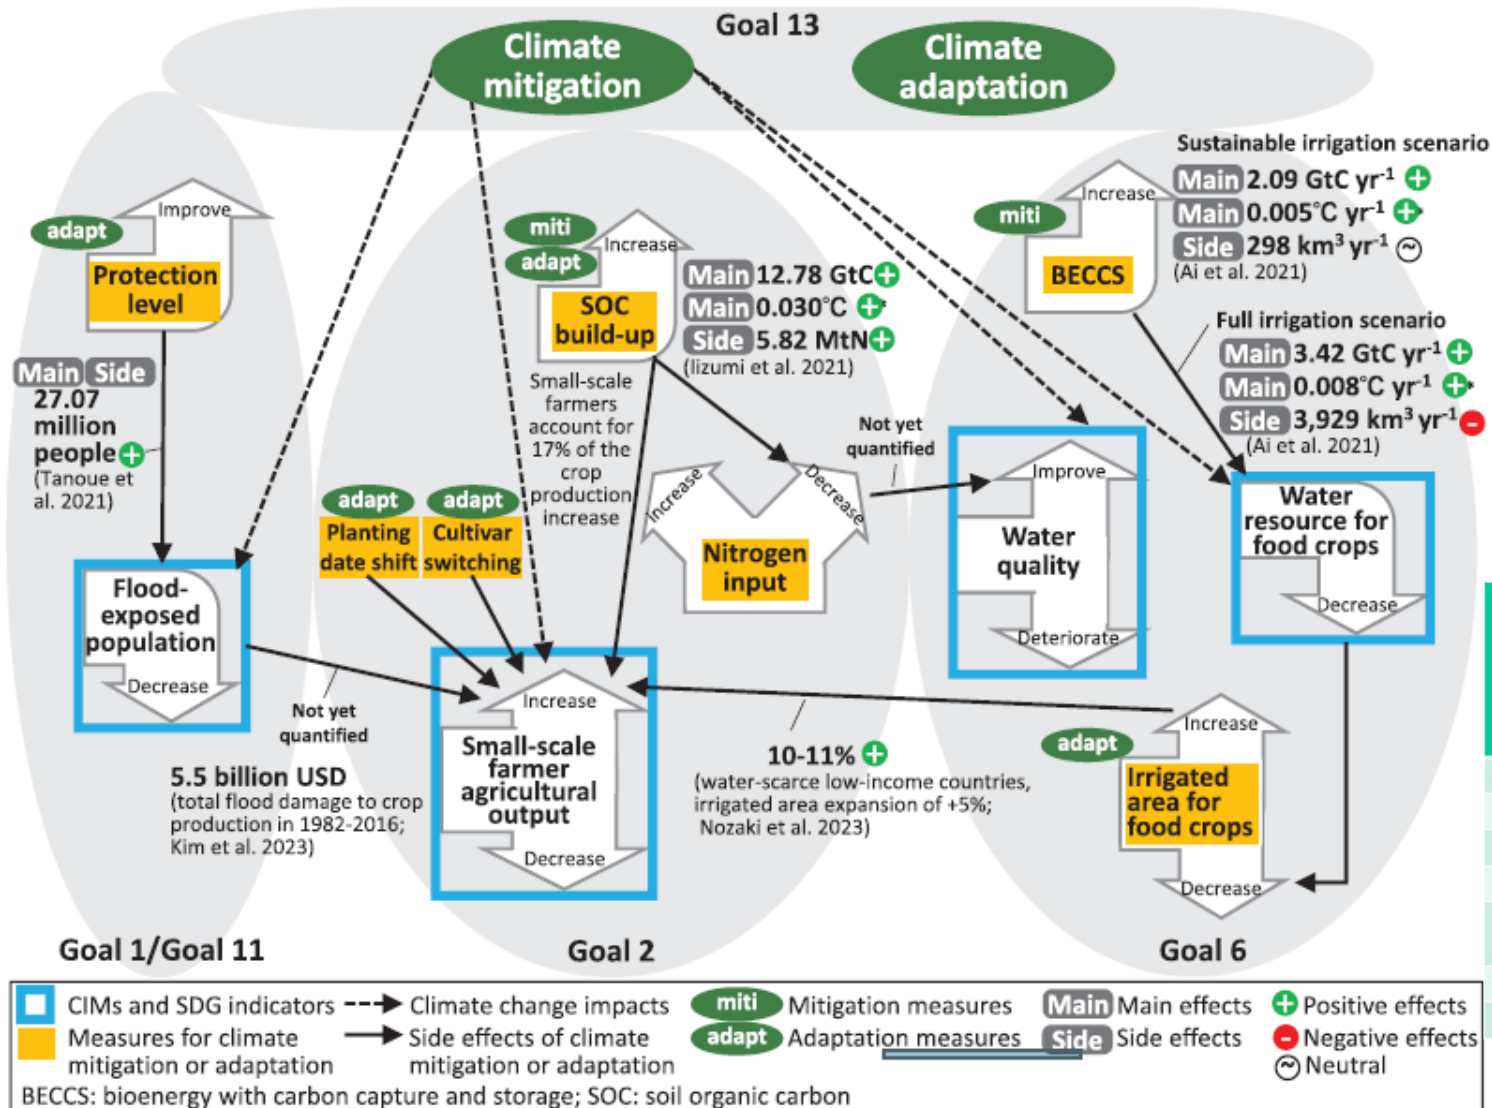 Goal 13
Climate
mitigation
Climate
adaptation
Sustainable irrigation scenario
Main 2.09 GtC yr-1 +
Main 0.005°C yr-1 +*
Side 298 km3 yr-1 ~
(Ai et al. 2021)
miti
Increase
BECCS
Full irrigation scenario
Main 3.42 GtC yr-1 +
Main 0.008°C yr-1 +*
Side 3,929 km3 yr-1 -
(Ai et al. 2021)
adapt
Improve
Protection
level
Main Side
27.07
million
people +
(Tanoue et
al. 2021)
miti
adapt
Increase
SOC
build-up
Main 12.78 GtC +
Main 0.030°C +*
Side 5.82 MtN +
(Iizumi et al. 2021)
Small-scale
farmers
account for
17% of the
crop
production
increase
Not yet
quantified
adapt
Planting
date shift
adapt
Cultivar
switching
Increase
Decrease
Nitrogen
input
Improve
Water
quality
Deteriorate
Water
resource for
food crops
Decrease
Flood-
exposed
population
Decrease
Not yet
quantified
5.5 billion USD
(total flood damage to crop
production in 1982-2016;
Kim et al. 2023)
Increase
Small-scale
farmer
agricultural
output
Decrease
10-11% +
(water-scarce low-income countries,
irrigated area expansion of +5%;
Nozaki et al. 2023)
adapt
Increase
Irrigated
area for
food crops
Decrease
Goal 1/Goal 11
Goal 2
Goal 6
CIMs and SDG indicators
Measures for climate
mitigation or adaptation
Climate change impacts
Side effects of climate
mitigation or adaptation
miti Mitigation measures
adapt Adaptation measures
Main Main effects
Side Side effects
+ Positive effects
- Negative effects
~ Neutral
BECCS: bioenergy with carbon capture and storage; SOC: soil organic carbon